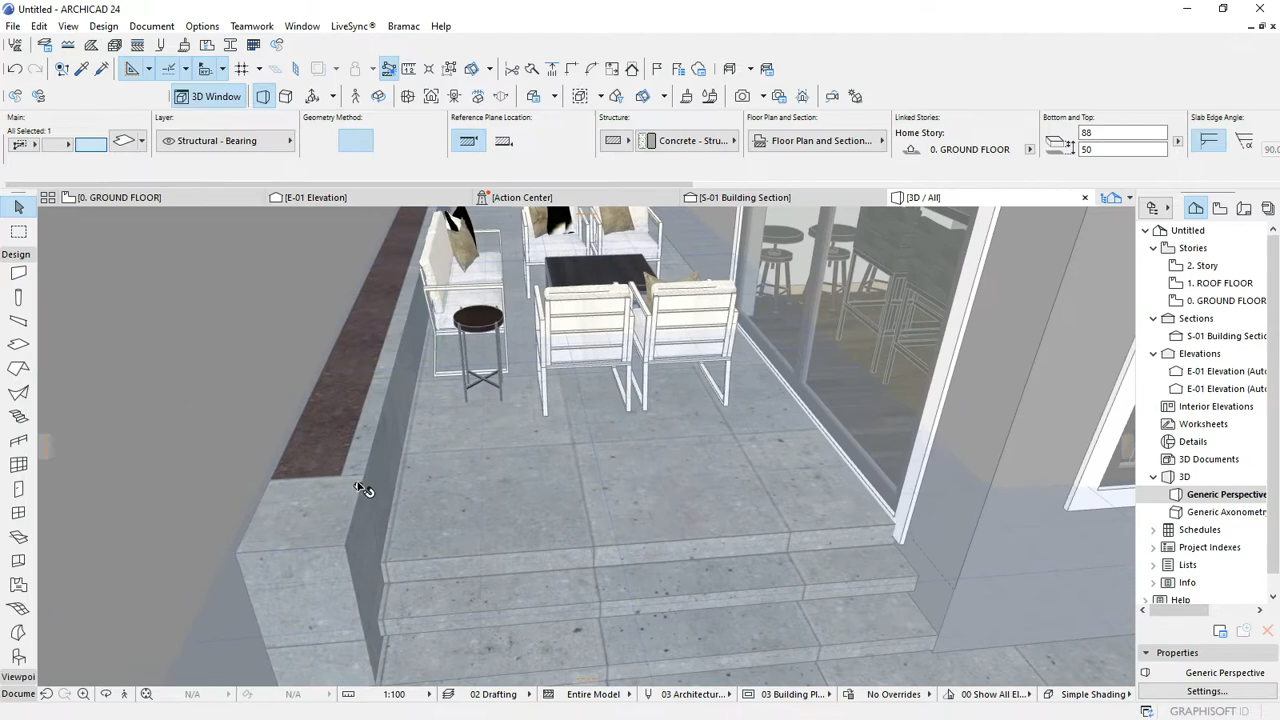 Untitled - ARCHICAD 24
File Edit View Design Document Options Teamwork Window LiveSync® Bramac Help
3D Window
Main:
All Selected: 1
Layer:
Structural - Bearing
Geometry Method:
Reference Plane Location:
Structure:
Concrete - Stru...
Floor Plan and Section:
Floor Plan and Section...
Linked Stories:
Home Story:
0. GROUND FLOOR
Bottom and Top:
88
50
Slab Edge Angle:
90.0
[0. GROUND FLOOR] [E-01 Elevation] [Action Center] [S-01 Building Section] [3D / All]
Design
Viewpoi
Docume
Untitled
Stories
2. Story
1. ROOF FLOOR
0. GROUND FLOOR
Sections
S-01 Building Sectio
Elevations
E-01 Elevation (Auto
E-01 Elevation (Auto
Interior Elevations
Worksheets
Details
3D Documents
3D
Generic Perspective
Generic Axonomet
Schedules
Project Indexes
Lists
Info
Help
Properties
Generic Perspective
Settings...
N/A N/A 1:100 02 Drafting Entire Model 03 Architectur... 03 Building Pl... No Overrides 00 Show All El... Simple Shading
GRAPHISOFT ID